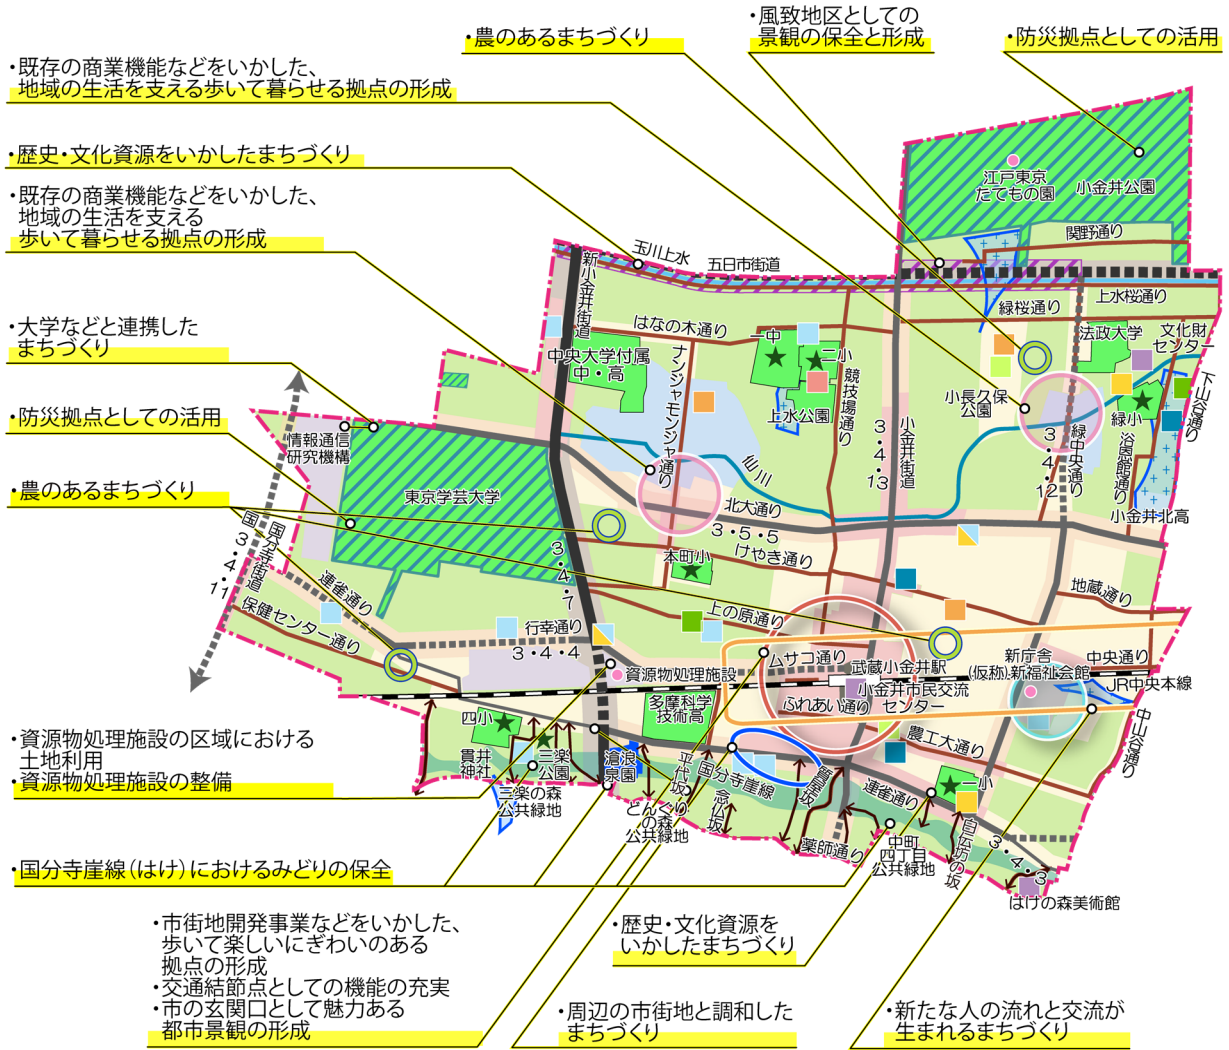 ・農のあるまちづくり
・風致地区としての
景観の保全と形成
・防災拠点としての活用
・既存の商業機能などをいかした、
地域の生活を支える歩いて暮らせる拠点の形成
・歴史・文化資源をいかしたまちづくり
・既存の商業機能などをいかした、
地域の生活を支える
歩いて暮らせる拠点の形成
・大学などと連携した
まちづくり
・防災拠点としての活用
・農のあるまちづくり
・資源物処理施設の区域における
土地利用
・資源物処理施設の整備
・国分寺崖線(はけ)におけるみどりの保全
・市街地開発事業などをいかした、
歩いて楽しいにぎわいのある
拠点の形成
・交通結節点としての機能の充実
・市の玄関口として魅力ある
都市景観の形成
・歴史・文化資源を
いかしたまちづくり
・周辺の市街地と調和した
まちづくり
・新たな人の流れと交流が
生まれるまちづくり
江戸東京
たてもの園
小金井公園
関野通り
玉川上水
五日市街道
新小金井街道
上水桜通り
緑桜通り
はなの木通り
一中
二小
法政大学
文化財
センター
中央大学付属
中・高
ナンジャモンジャ通り
競技場通り
上水公園
小長久保
公園
緑小
下山谷通り
小金井街道
3・4・13
緑中央通り
3・4・12
浴恩館通り
情報通信
研究機構
東京学芸大学
仙川
北大通り
3・5・5
けやき通り
小金井北高
国分寺街道
国3・4・11
3・4・7
本町小
連雀通り
保健センター通り
上の原通り
地蔵通り
行幸通り
3・4・4
ムサコ通り
武蔵小金井駅
新庁舎
(仮称)新福祉会館
中央通り
JR中央本線
資源物処理施設
小金井市民交流
センター
ふれあい通り
多摩科学
技術高
中山谷通り
四小
貫井
神社
三楽
公園
滄浪
泉園
平代坂
国分寺崖線
念仏坂
質屋坂
農工大通り
連雀通り
一小
三楽の森
公共緑地
どんぐり
の森
公共緑地
薬師通り
中町
四丁目
公共緑地
白伝坊の坂
3・4・3
はけの森美術館